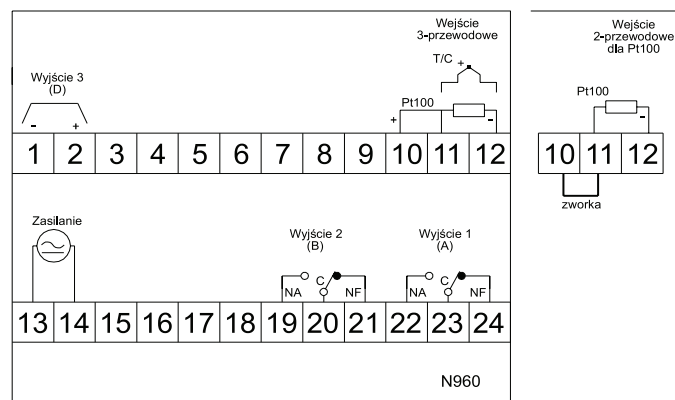 Wejście
3-przewodowe
T/C +
Wyjście 3
(D)
- +
Pt100
+ -
1 2 3 4 5 6 7 8 9 10 11 12
Zasilanie
Wyjście 2
(B)
Wyjście 1
(A)
NA C NF NA C NF
13 14 15 16 17 18 19 20 21 22 23 24
N960
Wejście
2-przewodowe
dla Pt100
Pt100
-
10 11 12
zworka